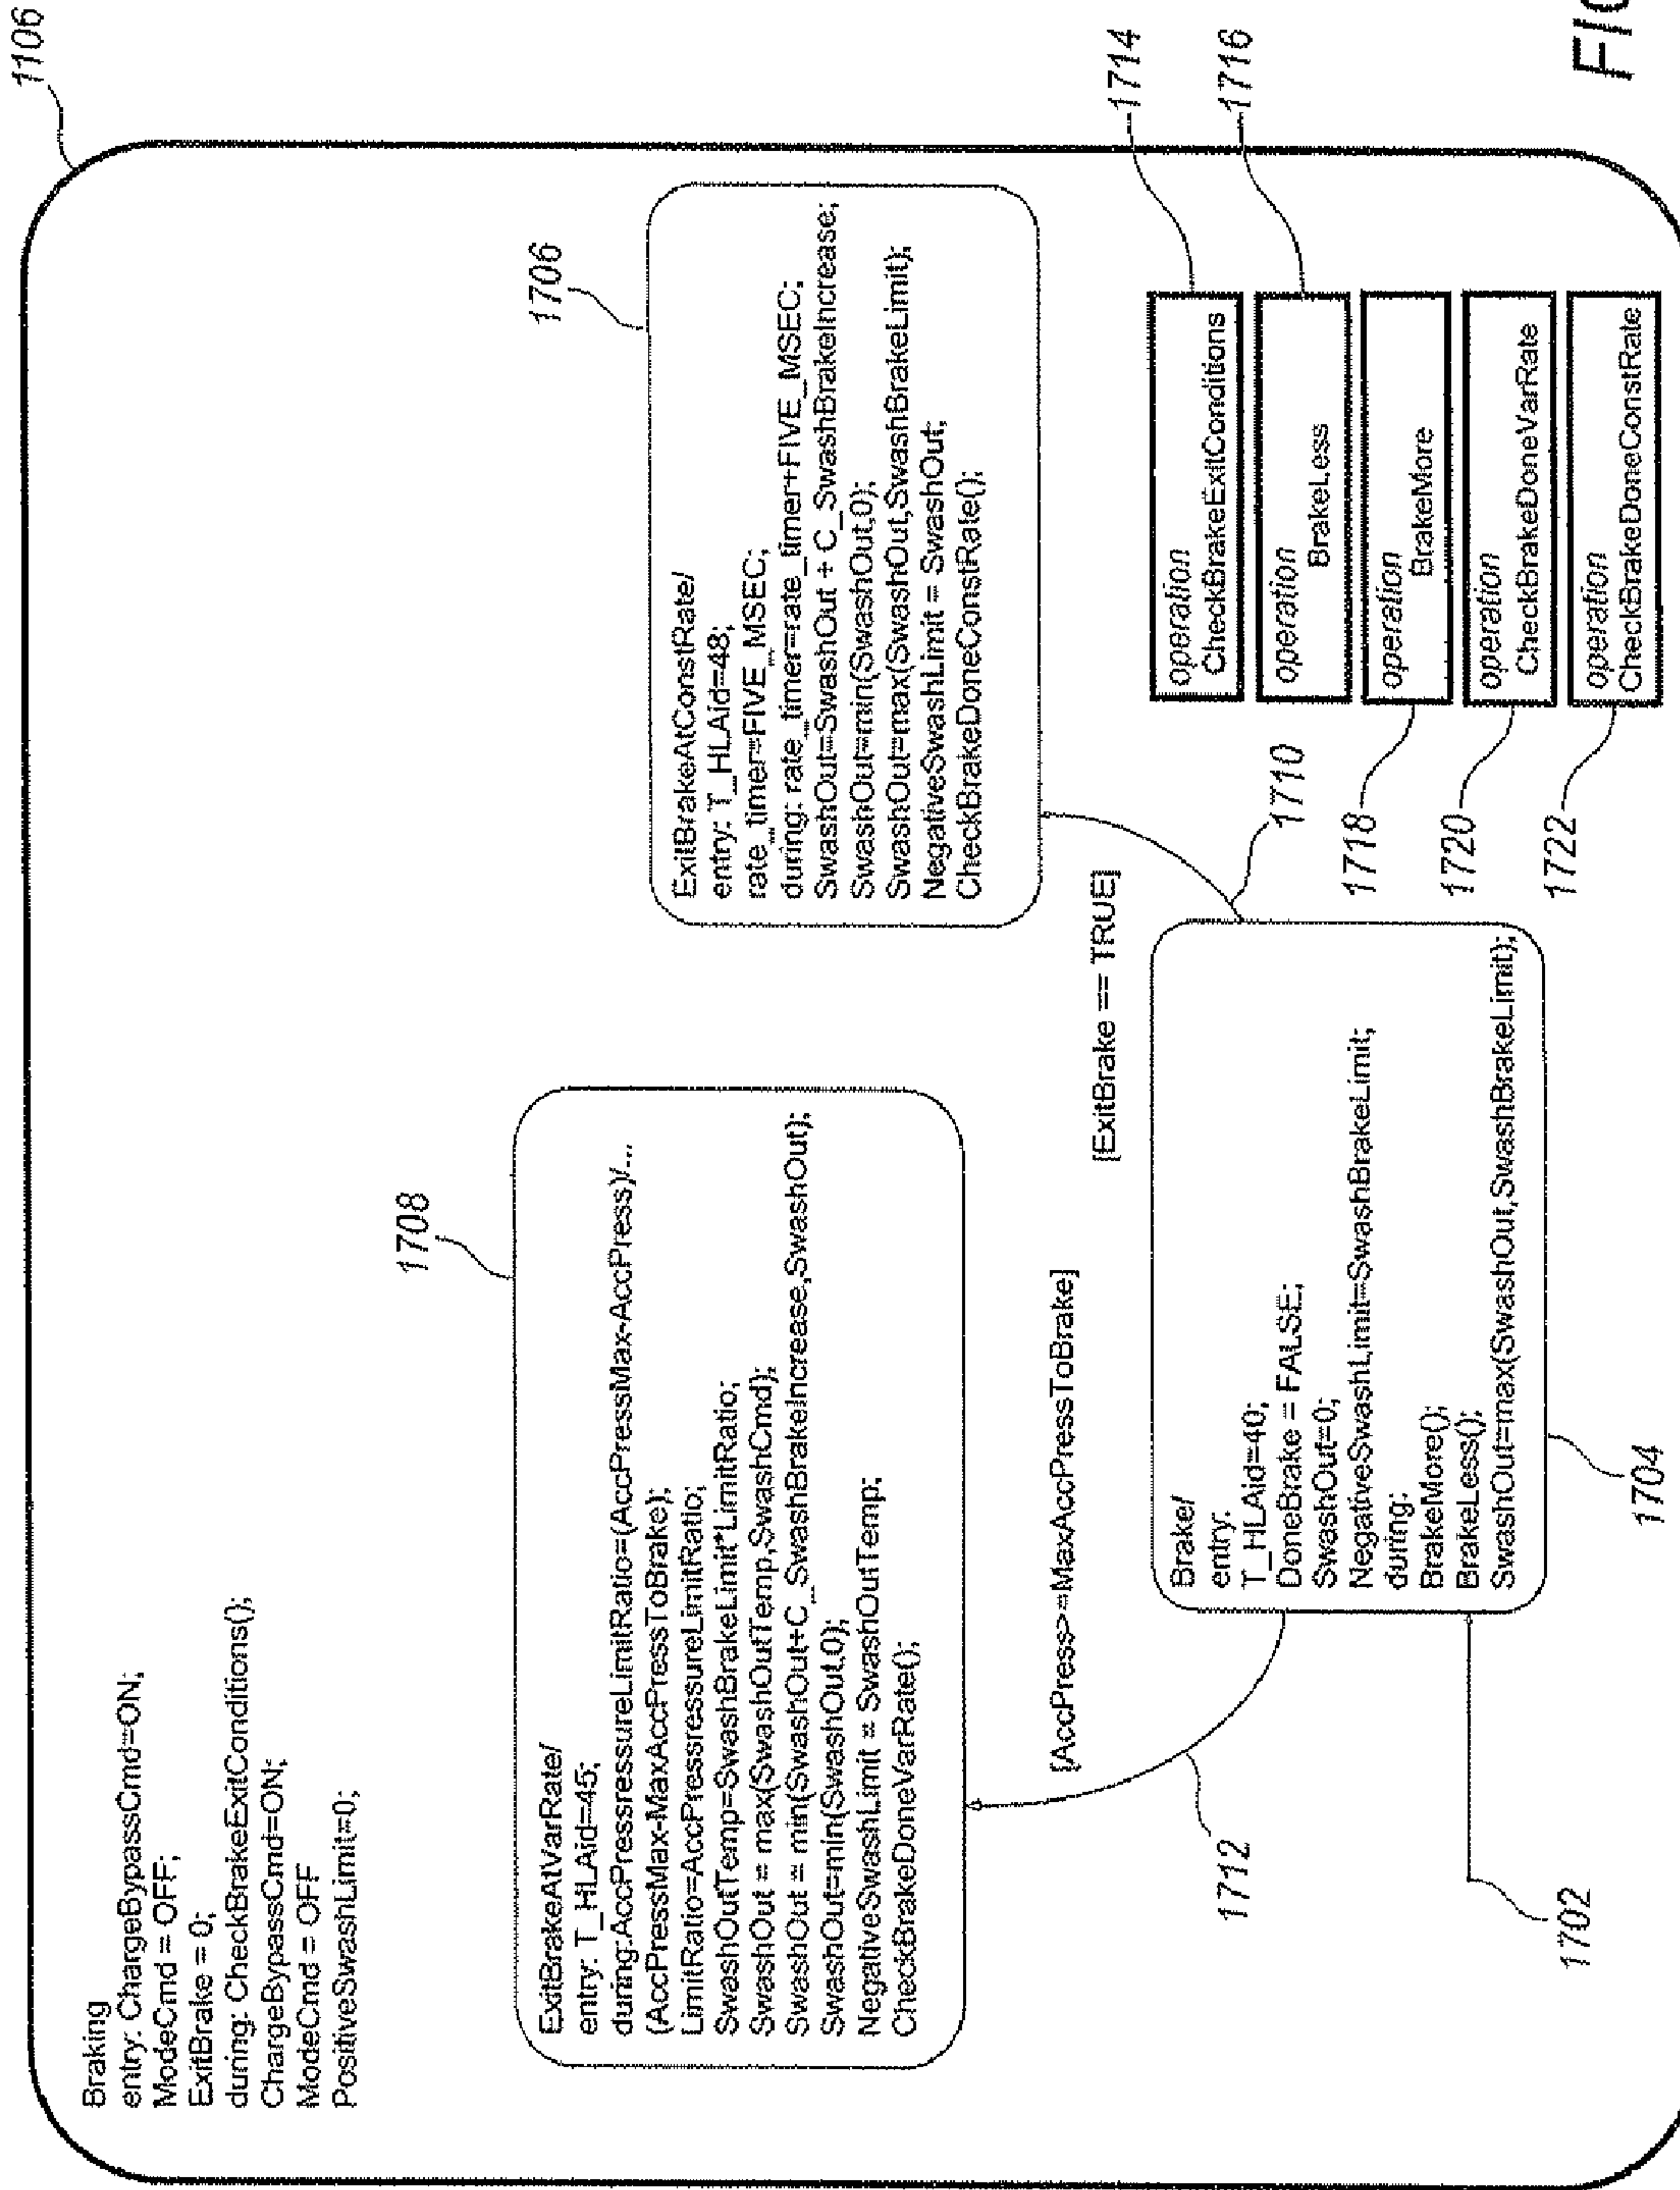 1106
Braking
entry: ChargeBypassCmd=ON;
ModeCmd = OFF;
ExitBrake = 0;
during: CheckBrakeExitConditions();
ChargeBypassCmd=ON;
ModeCmd = OFF
PositiveSwashLimit=0;
1708
ExitBrakeAtVarRate/
entry: T_HLAid=45;
during:AccPressressureLimitRatio=(AccPressMax-AccPress)/...
(AccPressMax-MaxAccPressToBrake);
LimitRatio=AccPressressureLimitRatio;
SwashOutTemp=SwashBrakeLimit*LimitRatio;
SwashOut = max(SwashOutTemp,SwashCmd);
SwashOut = min(SwashOut+C_SwashBrakeIncrease,SwashOut);
SwashOut=min(SwashOut,0);
NegativeSwashLimit = SwashOutTemp;
CheckBrakeDoneVarRate();
1706
ExitBrakeAtConstRate/
entry: T_HLAid=48;
rate_timer=FIVE_MSEC;
during: rate_timer=rate_timer+FIVE_MSEC;
SwashOut=SwashOut + C_SwashBrakeIncrease;
SwashOut=min(SwashOut,0);
SwashOut=max(SwashOut,SwashBrakeLimit);
NegativeSwashLimit = SwashOut;
CheckBrakeDoneConstRate();
1712
[AccPress>=MaxAccPressToBrake]
[ExitBrake == TRUE]
1710
1702
Brake/
entry:
T_HLAid=40;
DoneBrake = FALSE;
SwashOut=0;
NegativeSwashLimit=SwashBrakeLimit;
during:
BrakeMore();
BrakeLess();
SwashOut=max(SwashOut,SwashBrakeLimit);
1704
operation
CheckBrakeExitConditions
1714
operation
BrakeLess
1716
1718
operation
BrakeMore
1720
operation
CheckBrakeDoneVarRate
1722
operation
CheckBrakeDoneConstRate